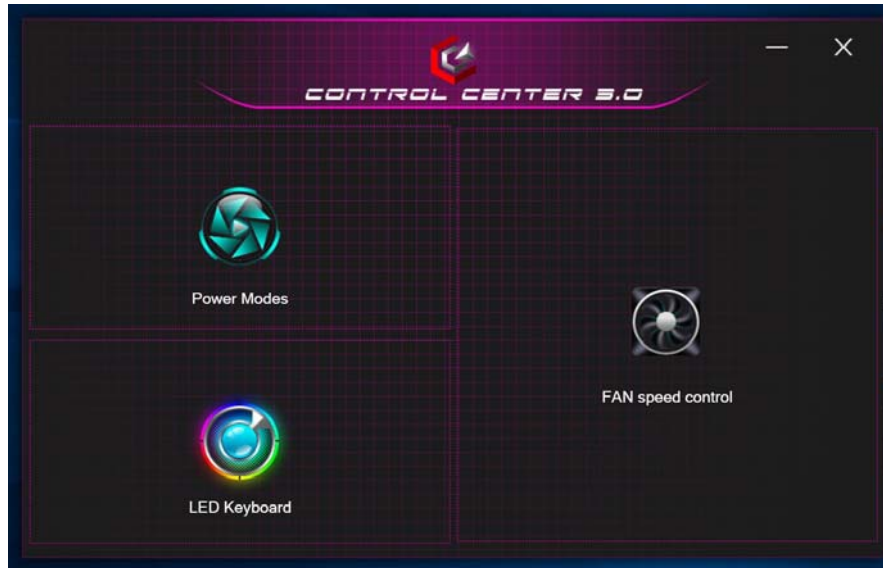 CONTROL CENTER 3.0
Power Modes
FAN speed control
LED Keyboard